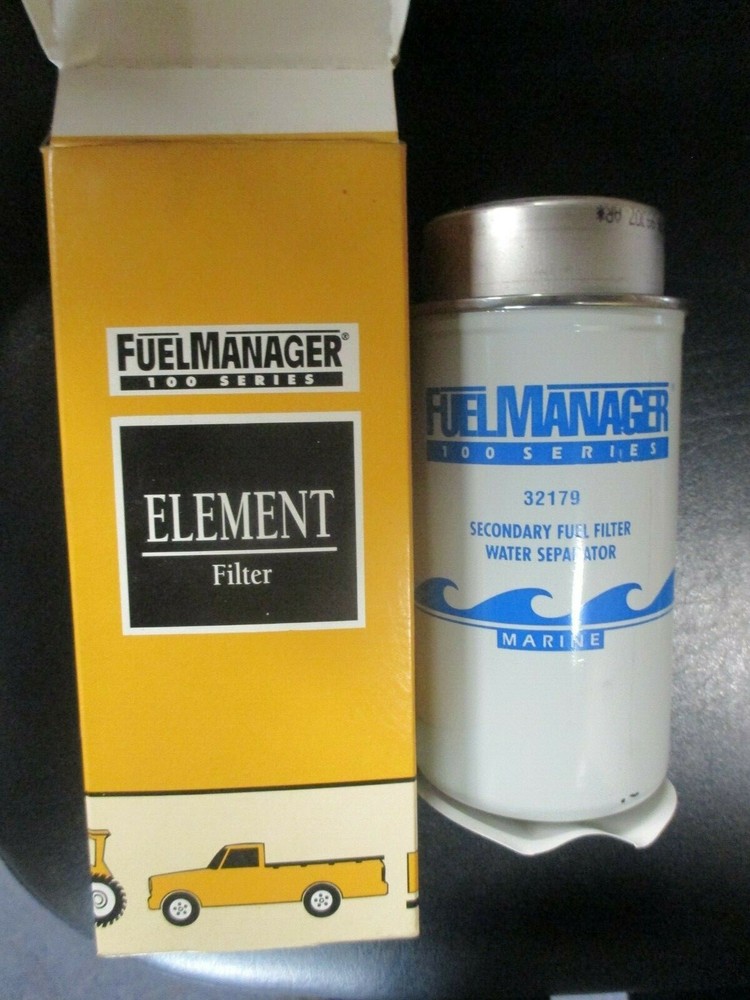 FUELMANAGER®
100 SERIES
ELEMENT
Filter
FUELMANAGER
100 SERIES
32179
SECONDARY FUEL FILTER
WATER SEPARATOR
MARINE